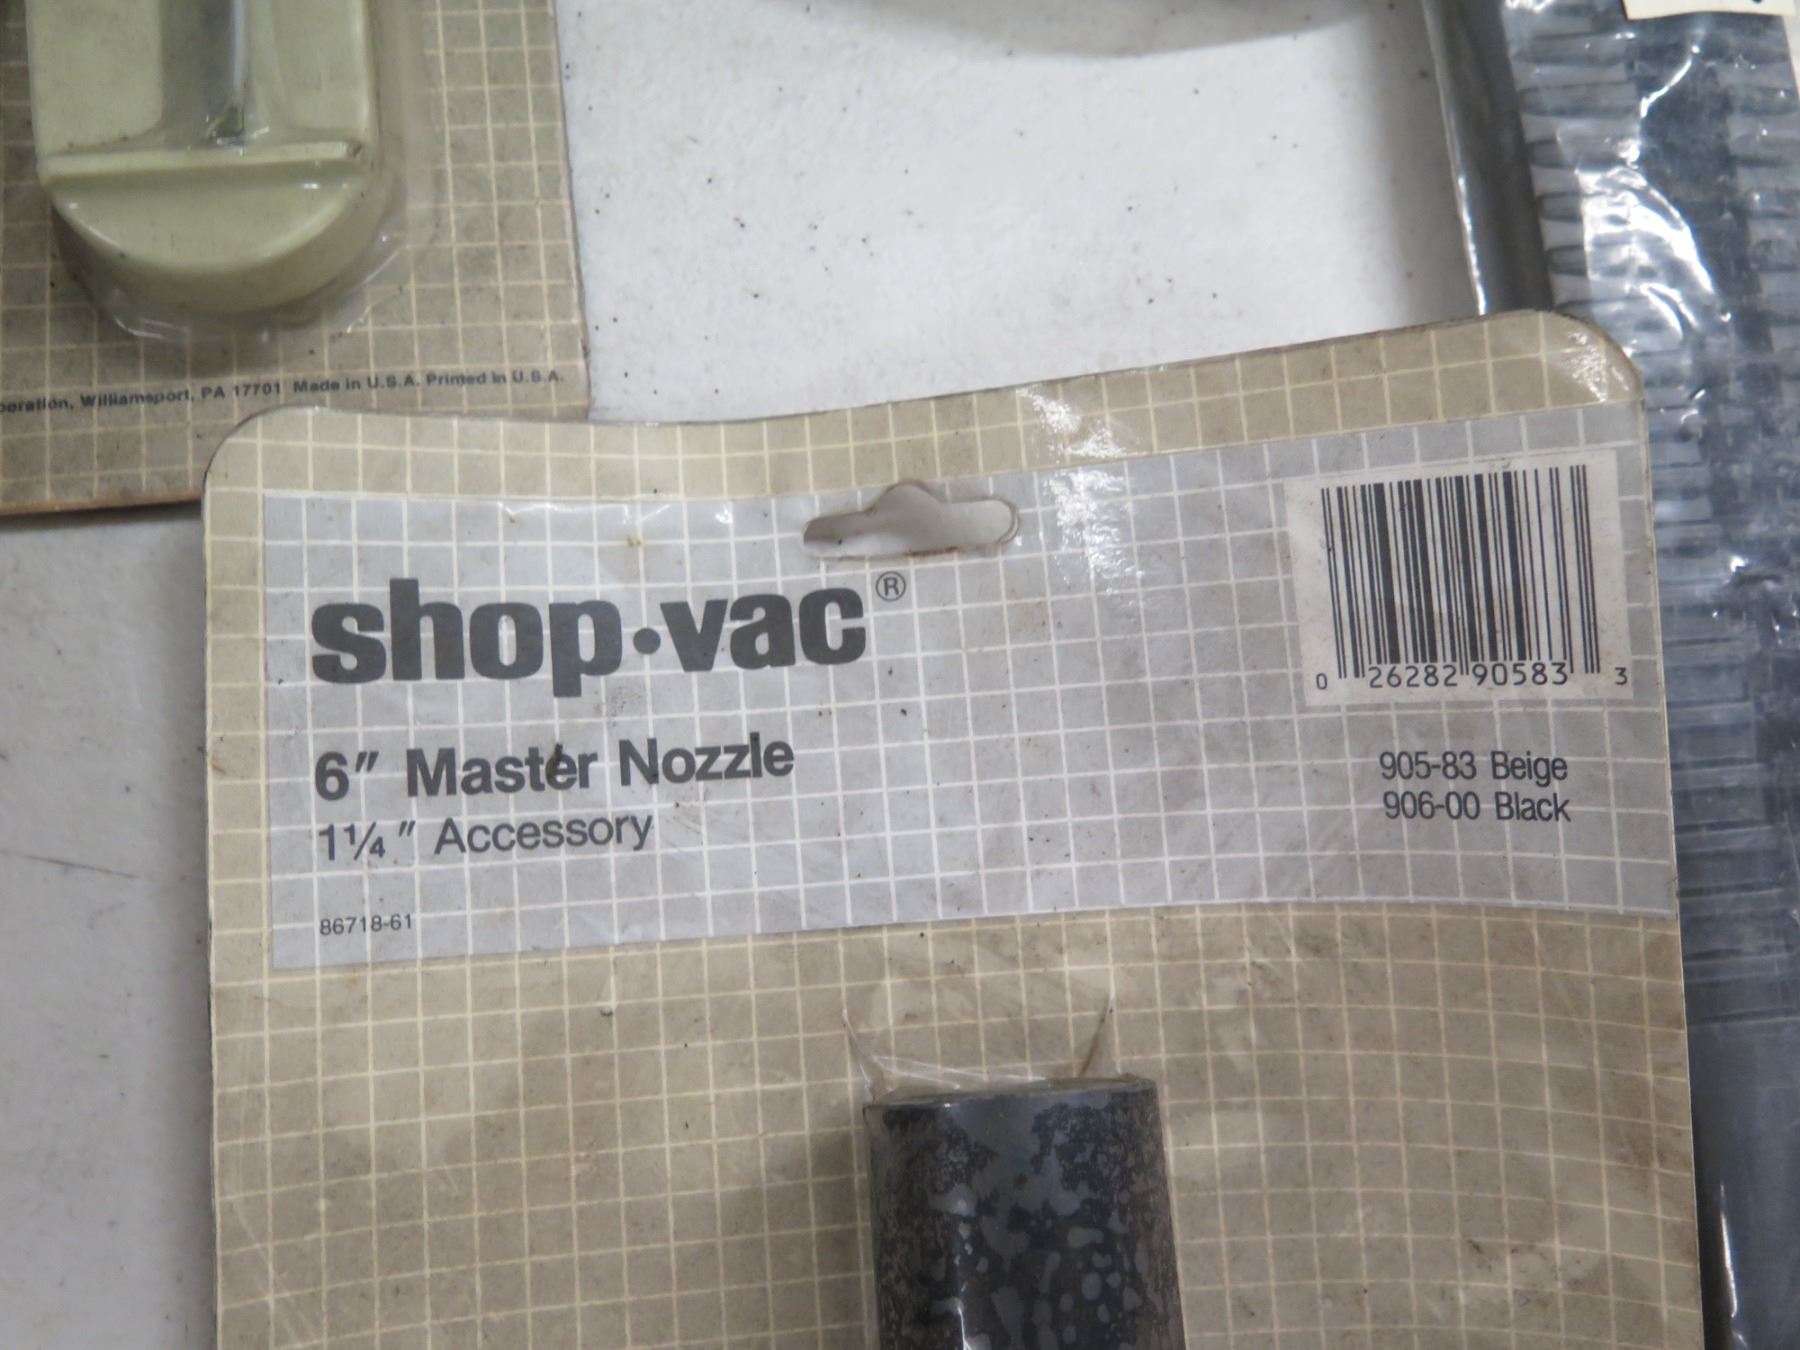 Williamsport, PA 17701 Made in U.S.A. Printed in U.S.A.
shop·vac®
6" Master Nozzle
1¼" Accessory
86718-61
0 26282 90583 3
905-83 Beige
906-00 Black